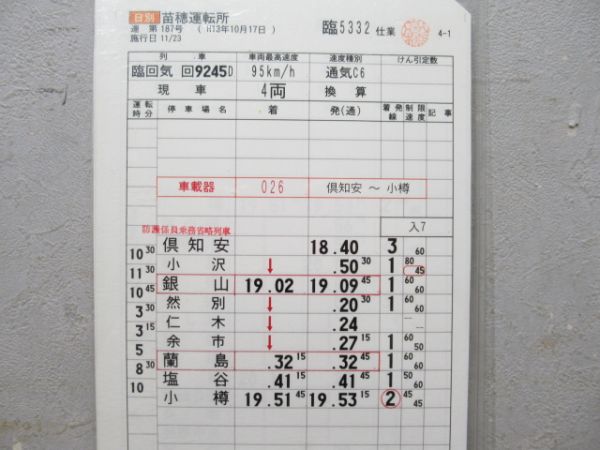 日別 苗穂運転所 臨5332 仕業 4-1
運 第187号 ( H13年10月17日 )
施行日 11/23
列 車 車両最高速度 速度種別 けん引定数
臨回気 回9245D 95km/h 通気C6
現 車 4両 換 算
運転時分 停車場名 着 発(通) 着発線 制限速度 記事
車載器 026 倶知安 ～ 小樽
入7
防護係員乗務省略列車
倶知安 18.40 3 60
10 30
小 沢 ↓ .50 30 1 80 45
11 30
銀 山 19.02 19.09 45 1 60 60
10 45
然 別 ↓ .20 30 1 60 60
3 30
仁 木 ↓ .24
3 15
余 市 ↓ .27 15 1 60 50
5
蘭 島 .32 15 .32 45 1 60 60
8 30
塩 谷 .41 15 .41 45 1 50 60
10
小 樽 19.51 45 19.53 15 2 45 45